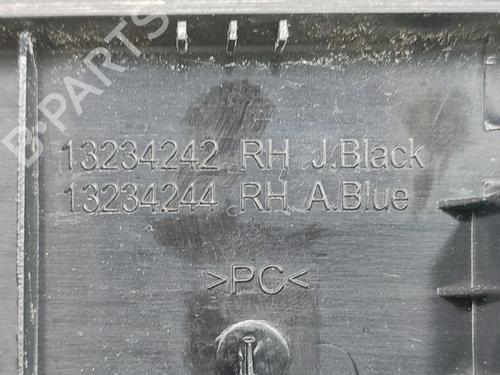 B-PARTS
13234242 RH J.Black
13234244 RH A.Blue
>PC<